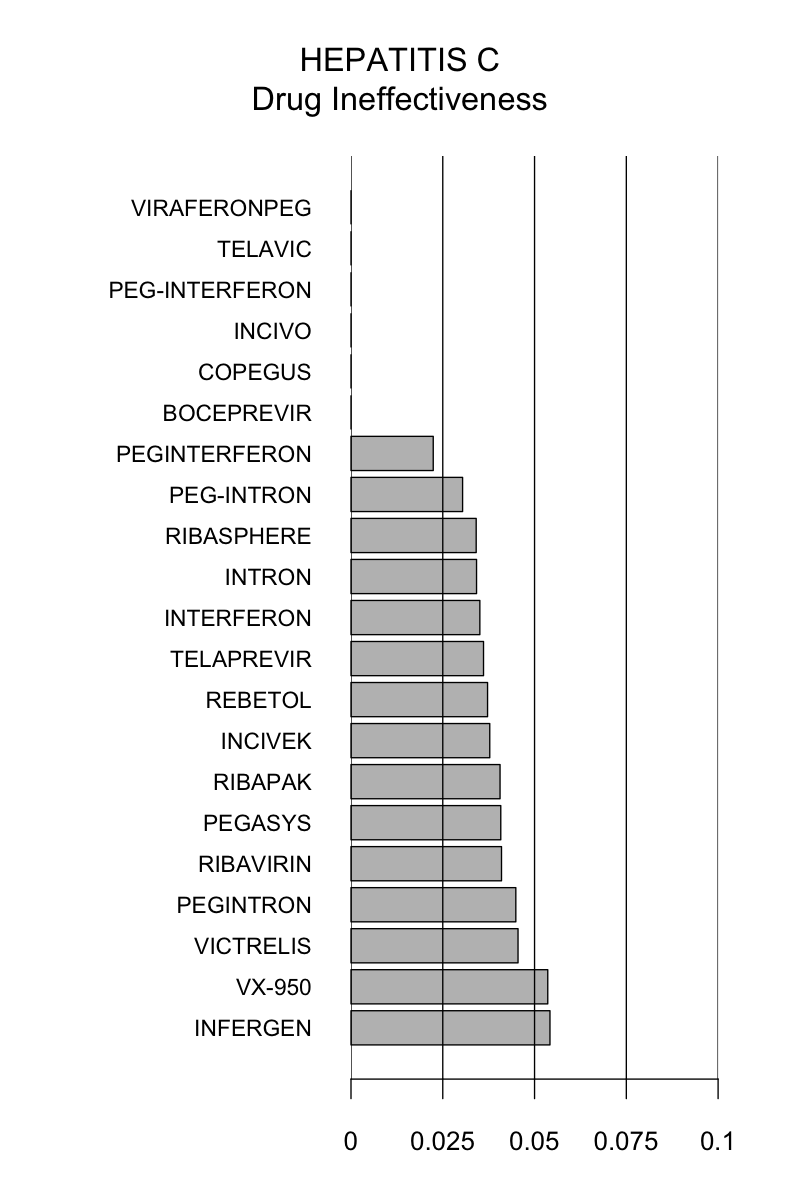 HEPATITIS C
Drug Ineffectiveness
VIRAFERONPEG
TELAVIC
PEG-INTERFERON
INCIVO
COPEGUS
BOCEPREVIR
PEGINTERFERON
PEG-INTRON
RIBASPHERE
INTRON
INTERFERON
TELAPREVIR
REBETOL
INCIVEK
RIBAPAK
PEGASYS
RIBAVIRIN
PEGINTRON
VICTRELIS
VX-950
INFERGEN
0 0.025 0.05 0.075 0.1